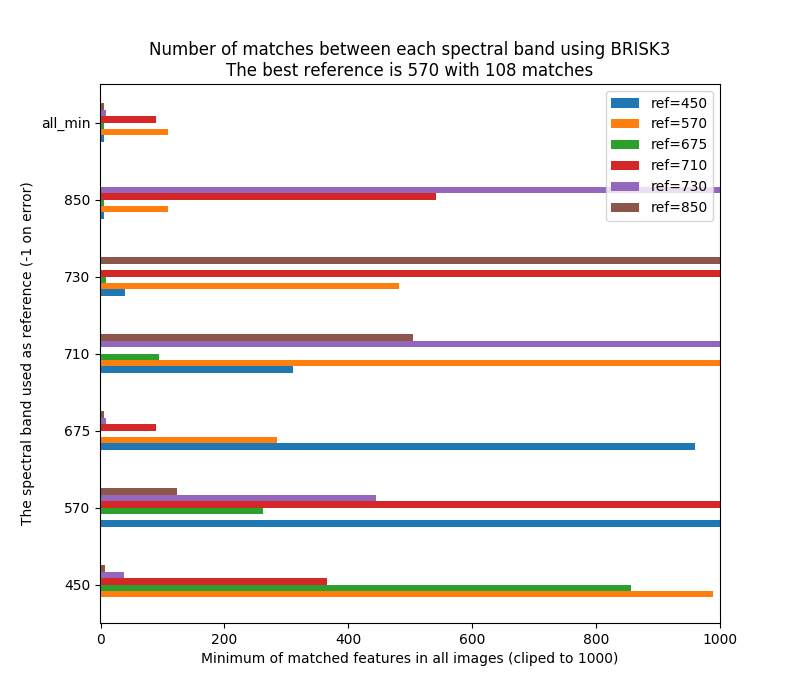 Number of matches between each spectral band using BRISK3
The best reference is 570 with 108 matches
ref=450
ref=570
ref=675
ref=710
ref=730
ref=850
The spectral band used as reference (-1 on error)
all_min
850
730
710
675
570
450
0 200 400 600 800 1000
Minimum of matched features in all images (cliped to 1000)